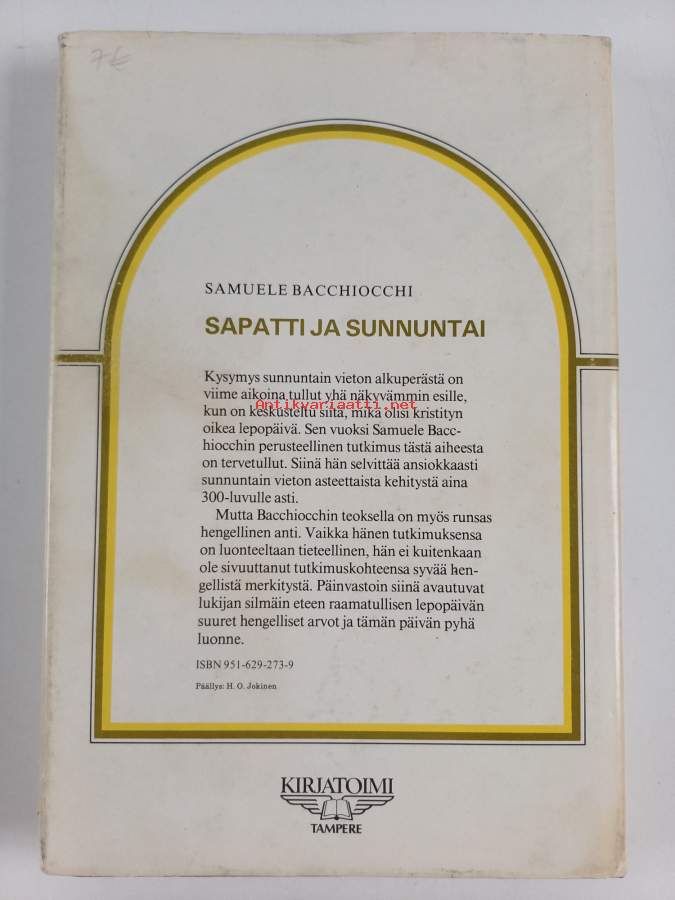 7€
SAMUELE BACCHIOCCHI
SAPATTI JA SUNNUNTAI
Kysymys sunnuntain vieton alkuperästä on
viime aikoina tullut yhä näkyvämmin esille,
Antikvariaatti.net
kun on keskusteltu siitä, mikä olisi kristityn
oikea lepopäivä. Sen vuoksi Samuele Bacc-
hiocchin perusteellinen tutkimus tästä aiheesta
on tervetullut. Siinä hän selvittää ansiokkaasti
sunnuntain vieton asteettaista kehitystä aina
300-luvulle asti.
Mutta Bacchiocchin teoksella on myös runsas
hengellinen anti. Vaikka hänen tutkimuksensa
on luonteeltaan tieteellinen, hän ei kuitenkaan
ole sivuuttanut tutkimuskohteensa syvää hen-
gellistä merkitystä. Päinvastoin siinä avautuvat
lukijan silmäin eteen raamatullisen lepopäivän
suuret hengelliset arvot ja tämän päivän pyhä
luonne.
ISBN 951-629-273-9
Päällys: H. O. Jokinen
KIRJATOIMI
TAMPERE